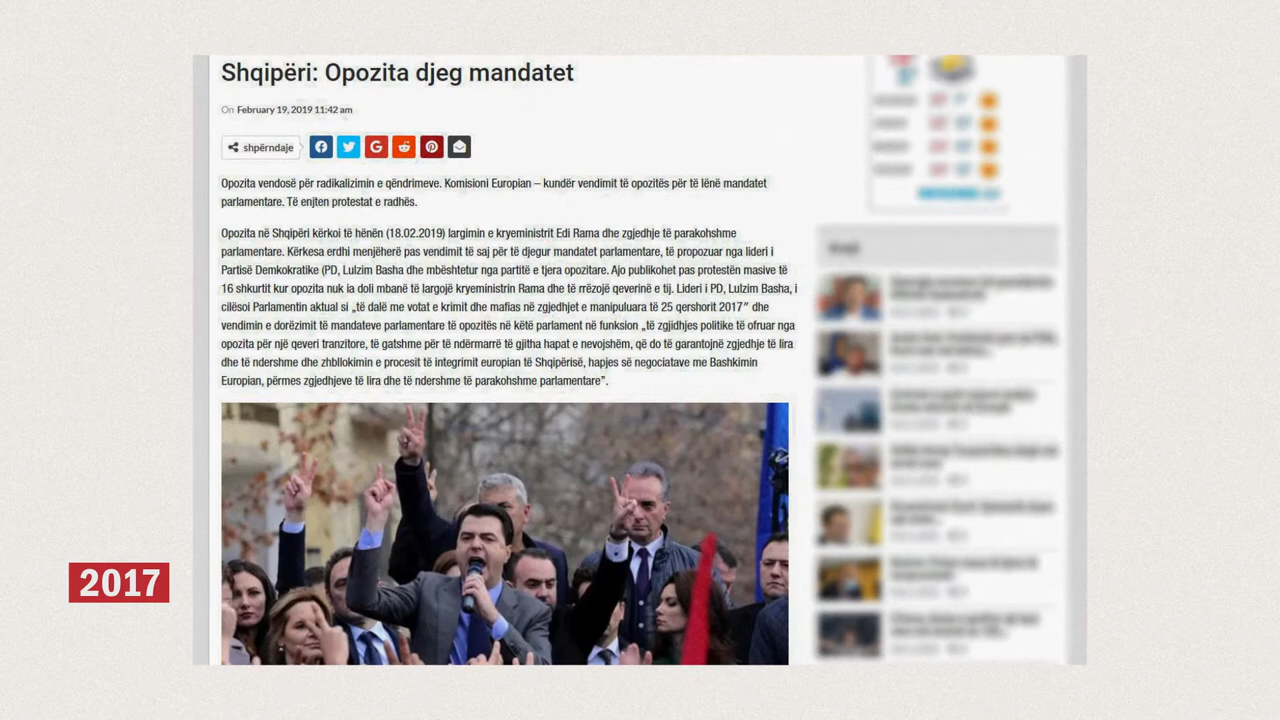 Shqipëri: Opozita djeg mandatet
On February 19, 2019 11:42 am
shpërndaje
Opozita vendosë për radikalizimin e qëndrimeve. Komisioni Europian – kundër vendimit të opozitës për të lënë mandatet
parlamentare. Të enjten protestat e radhës.
Opozita në Shqipëri kërkoi të hënën (18.02.2019) largimin e kryeministrit Edi Rama dhe zgjedhje të parakohshme
parlamentare. Kërkesa erdhi menjëherë pas vendimit të saj për të djegur mandatet parlamentare, të propozuar nga lideri i
Partisë Demkokratike (PD, Lulzim Basha dhe mbështetur nga partitë e tjera opozitare. Ajo publikohet pas protestën masive të
16 shkurtit kur opozita nuk ia doli mbanë të largojë kryeministrin Rama dhe të rrëzojë qeverinë e tij. Lideri i PD, Lulzim Basha, i
cilësoi Parlamentin aktual si „të dalë me votat e krimit dhe mafias në zgjedhjet e manipuluara të 25 qershorit 2017” dhe
vendimin e dorëzimit të mandateve parlamentare të opozitës në këtë parlament në funksion „të zgjidhjes politike të ofruar nga
opozita për një qeveri tranzitore, të gatshme për të ndërmarrë të gjitha hapat e nevojshëm, që do të garantojnë zgjedhje të lira
dhe të ndershme dhe zhbllokimin e procesit të integrimit europian të Shqipërisë, hapjes së negociatave me Bashkimin
Europian, përmes zgjedhjeve të lira dhe të ndershme të parakohshme parlamentare”.
2017